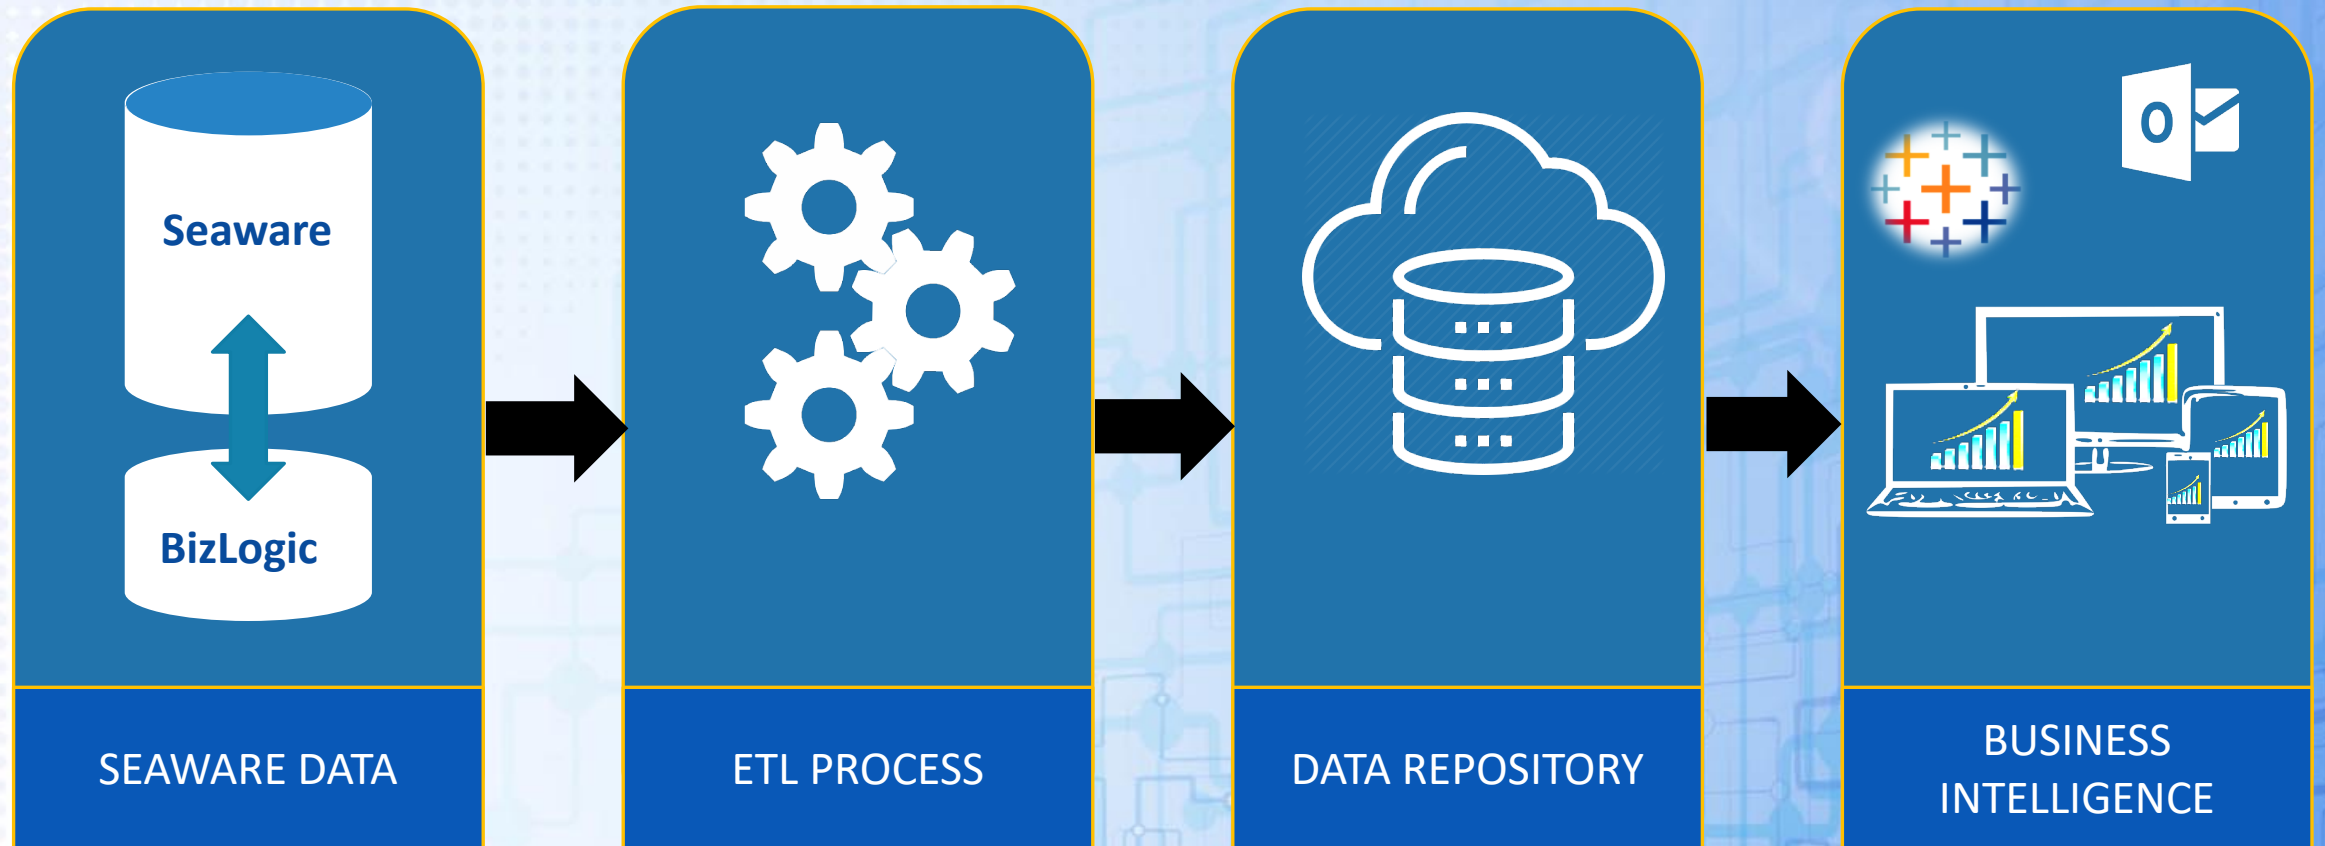 Seaware
BizLogic
SEAWARE DATA
ETL PROCESS
DATA REPOSITORY
O
BUSINESS
INTELLIGENCE